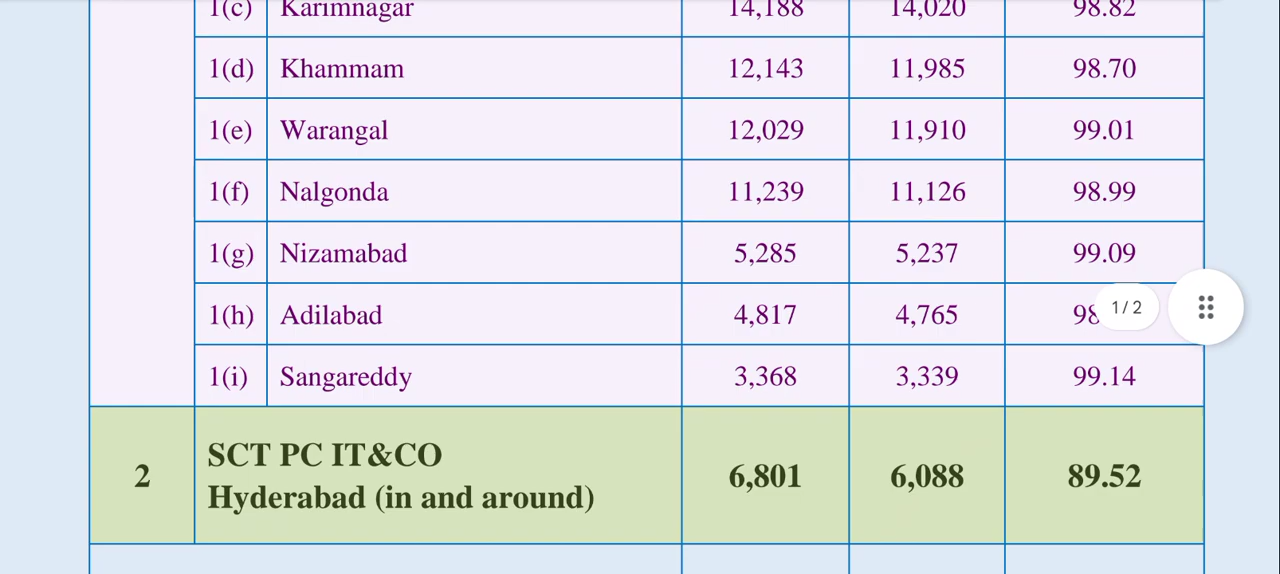 1(c) Karimnagar 14,188 14,020 98.82
1(d) Khammam 12,143 11,985 98.70
1(e) Warangal 12,029 11,910 99.01
1(f) Nalgonda 11,239 11,126 98.99
1(g) Nizamabad 5,285 5,237 99.09
1(h) Adilabad 4,817 4,765 98 1/2
1(i) Sangareddy 3,368 3,339 99.14
2 SCT PC IT&CO
Hyderabad (in and around) 6,801 6,088 89.52